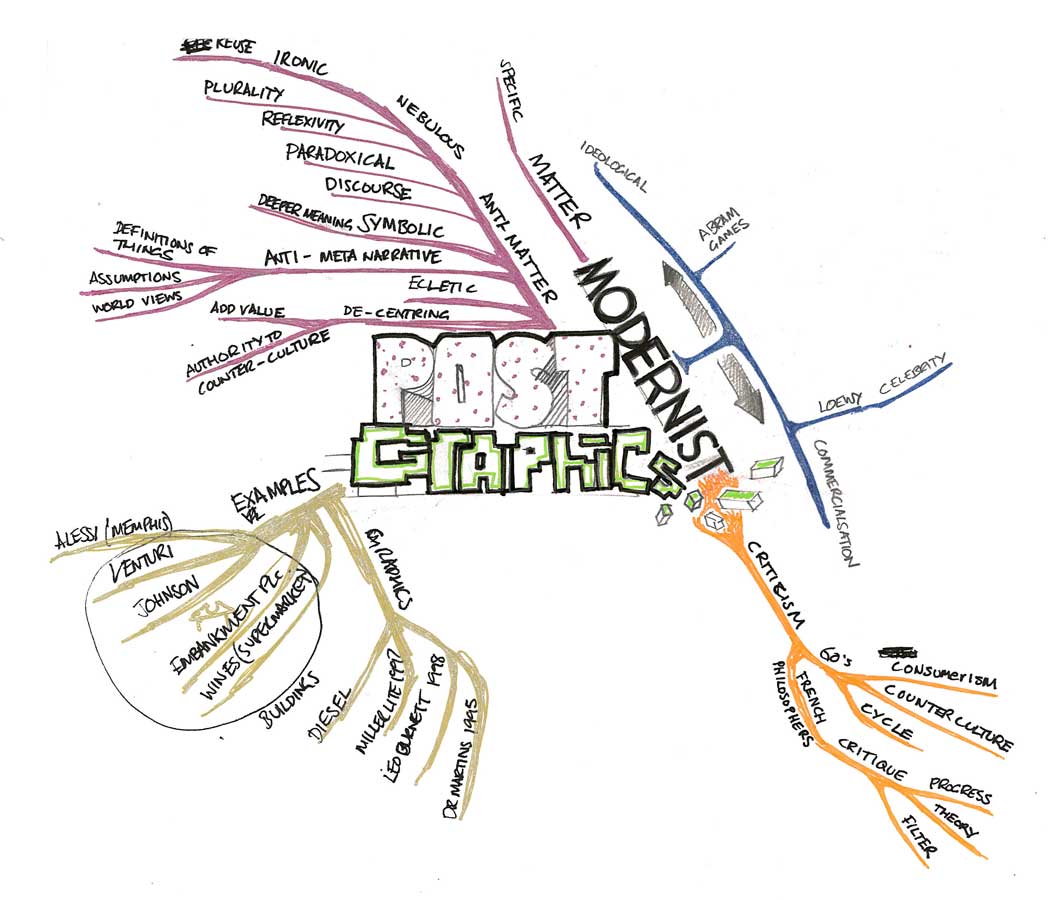 REUSE
IRONIC
NEBULOUS
PLURALITY
REFLEXIVITY
PARADOXICAL
DISCOURSE
ANTI-MATTER
DEEPER MEANING SYMBOLIC
ANTI - META NARRATIVE
DEFINITIONS OF
THINGS
ASSUMPTIONS
WORLD VIEWS
ECLETIC
DE-CENTRING
ADD VALUE
AUTHORITY TO
COUNTER-CULTURE
SPECIFIC
MATTER
IDEOLOGICAL
ABRAM
GAMES
LOEWY
CELEBRITY
COMMERCIALSATION
POST
MODERNIST
GRAPHICS
EXAMPLES
ALESSI (MEMPHIS)
VENTURI
JOHNSON
EMBANKMENT PLC
WINES (SUPERMARKET)
BUILDINGS
GRAPHICS
DIESEL
MILLER LITE 1997
LEO BURNETT 1998
DR MARTINS 1995
CRITICISM
60's
CONSUMERISM
COUNTER CULTURE
CYCLE
FRENCH
PHILOSOPHERS
CRITIQUE
PROGRESS
THEORY
FILTER